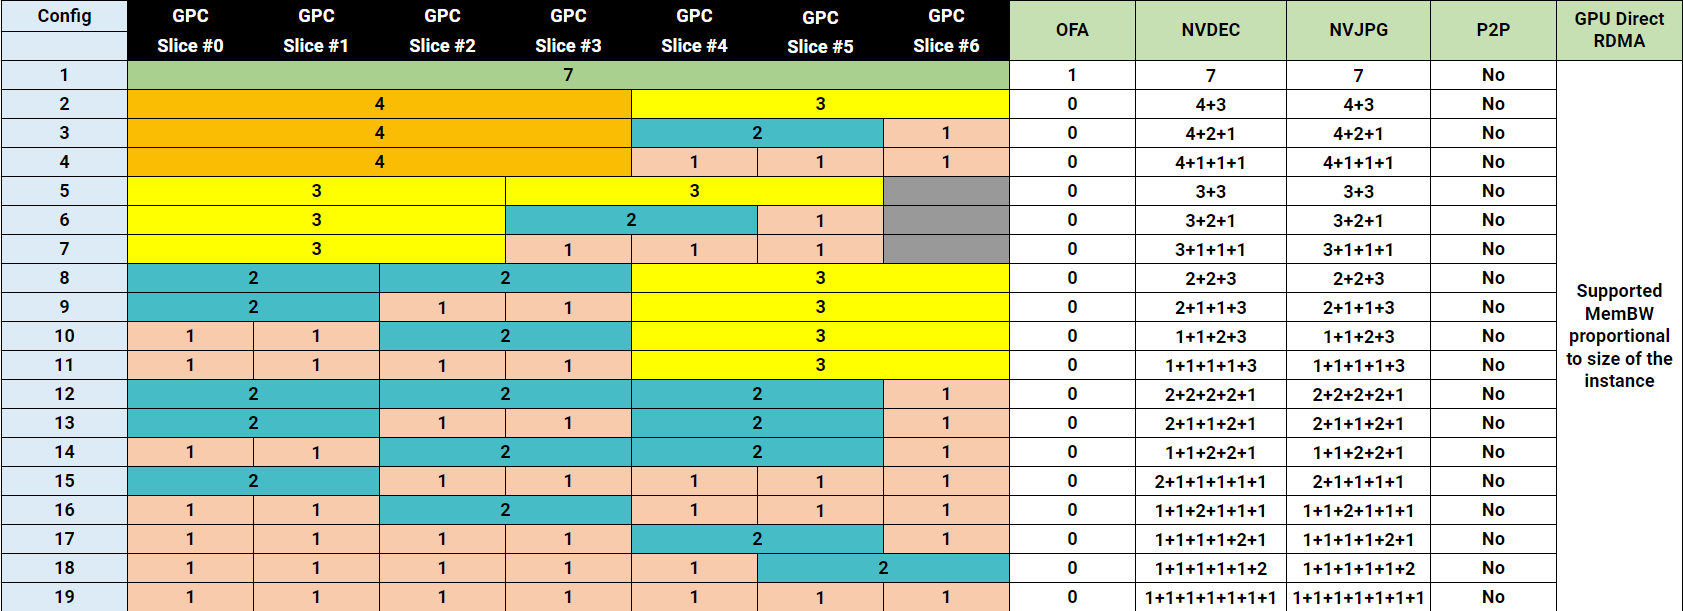 Config GPC Slice #0 GPC Slice #1 GPC Slice #2 GPC Slice #3 GPC Slice #4 GPC Slice #5 GPC Slice #6 OFA NVDEC NVJPG P2P GPU Direct RDMA
1 7 1 7 7 No
2 4 3 0 4+3 4+3 No
3 4 2 1 0 4+2+1 4+2+1 No
4 4 1 1 1 0 4+1+1+1 4+1+1+1 No
5 3 3 0 3+3 3+3 No
6 3 2 1 0 3+2+1 3+2+1 No
7 3 1 1 1 0 3+1+1+1 3+1+1+1 No
8 2 2 3 0 2+2+3 2+2+3 No
9 2 1 1 3 0 2+1+1+3 2+1+1+3 No
10 1 1 2 3 0 1+1+2+3 1+1+2+3 No
11 1 1 1 1 3 0 1+1+1+1+3 1+1+1+1+3 No
12 2 2 2 1 0 2+2+2+2+1 2+2+2+2+1 No
13 2 1 1 2 1 0 2+1+1+2+1 2+1+1+2+1 No
14 1 1 2 2 1 0 1+1+2+2+1 1+1+2+2+1 No
15 2 1 1 1 1 1 0 2+1+1+1+1+1 2+1+1+1+1 No
16 1 1 2 1 1 1 0 1+1+2+1+1+1 1+1+2+1+1+1 No
17 1 1 1 1 2 1 0 1+1+1+1+2+1 1+1+1+1+2+1 No
18 1 1 1 1 1 2 0 1+1+1+1+1+2 1+1+1+1+1+2 No
19 1 1 1 1 1 1 1 0 1+1+1+1+1+1+1 1+1+1+1+1+1+1 No
Supported
MemBW
proportional
to size of the
instance